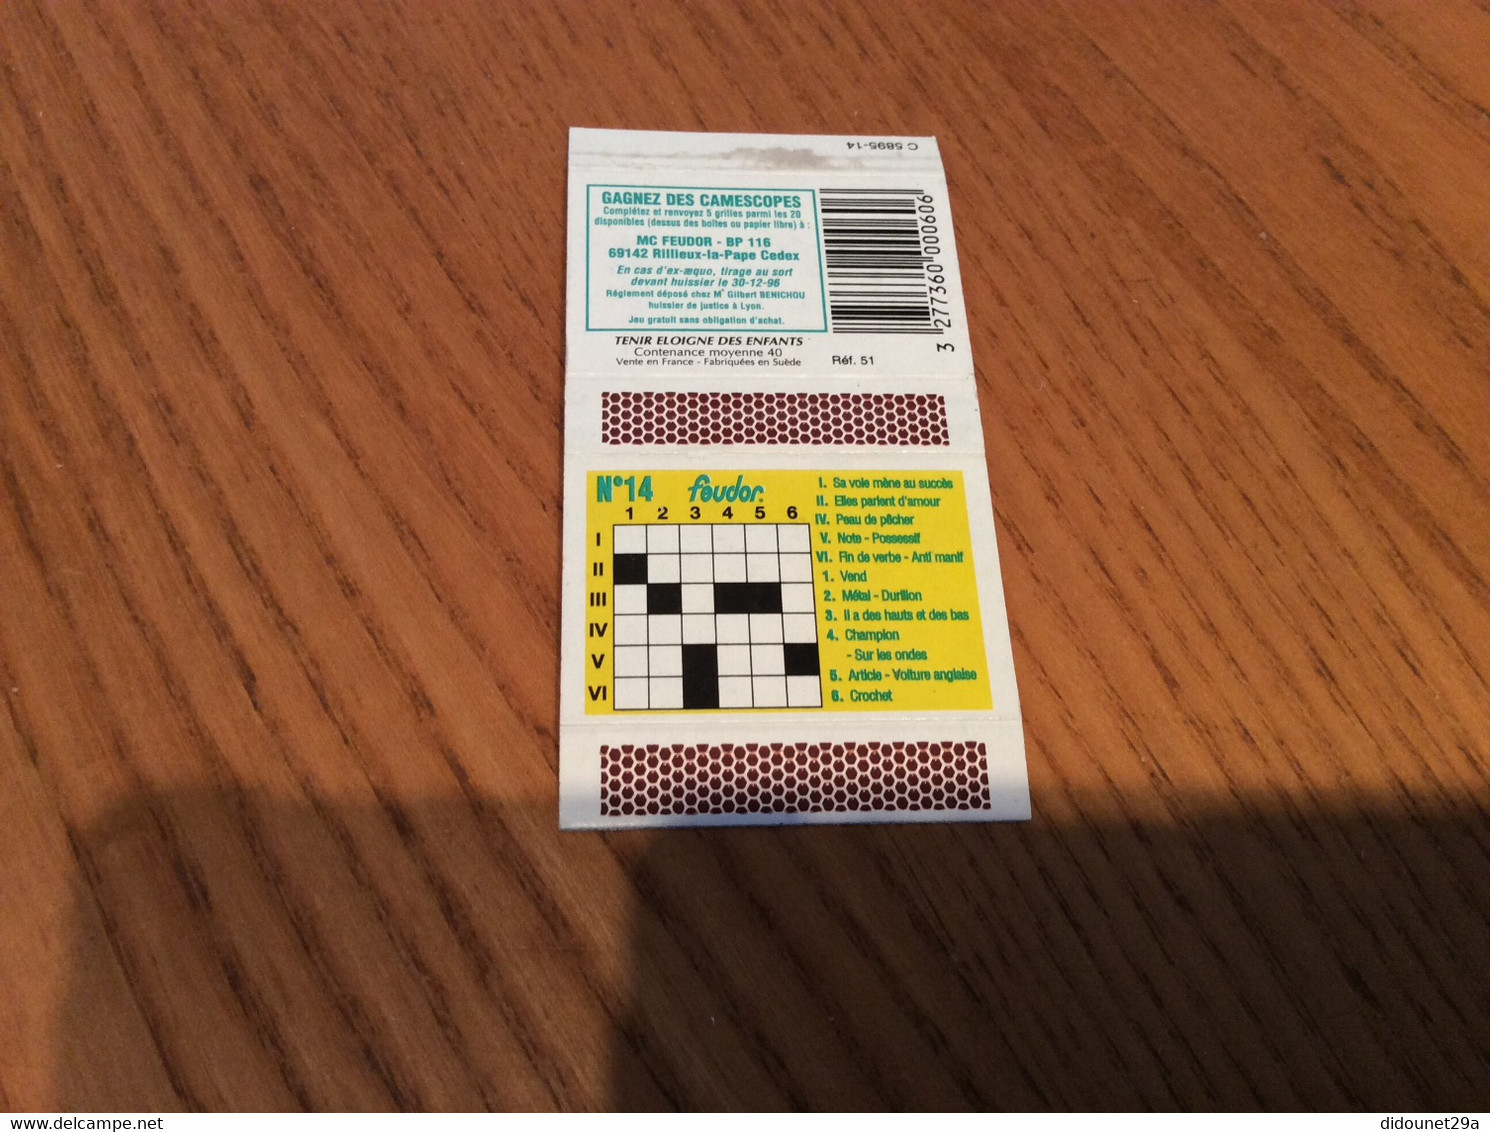 C 5895-14
GAGNEZ DES CAMESCOPES
Complétez et renvoyez 5 grilles parmi les 20
disponibles (dessus des boîtes ou papier libre) à :
MC FEUDOR - BP 116
69142 Rillieux-la-Pape Cedex
En cas d'ex-æquo, tirage au sort
devant huissier le 30-12-96
Réglement déposé chez Me Gilbert BENICHOU
huissier de justice à Lyon.
Jeu gratuit sans obligation d'achat.
3 277360 000606
TENIR ELOIGNE DES ENFANTS
Contenance moyenne 40
Vente en France - Fabriquées en Suède
Réf. 51
N°14 feudor
1 2 3 4 5 6
I
II
III
IV
V
VI
I. Sa voie mène au succès
II. Elles parlent d'amour
IV. Peau de pêcher
V. Note - Possessif
VI. Fin de verbe - Anti manif
1. Vend
2. Métal - Durillon
3. Il a des hauts et des bas
4. Champion
- Sur les ondes
5. Article - Voiture anglaise
6. Crochet
delcampe.net
didounet29a